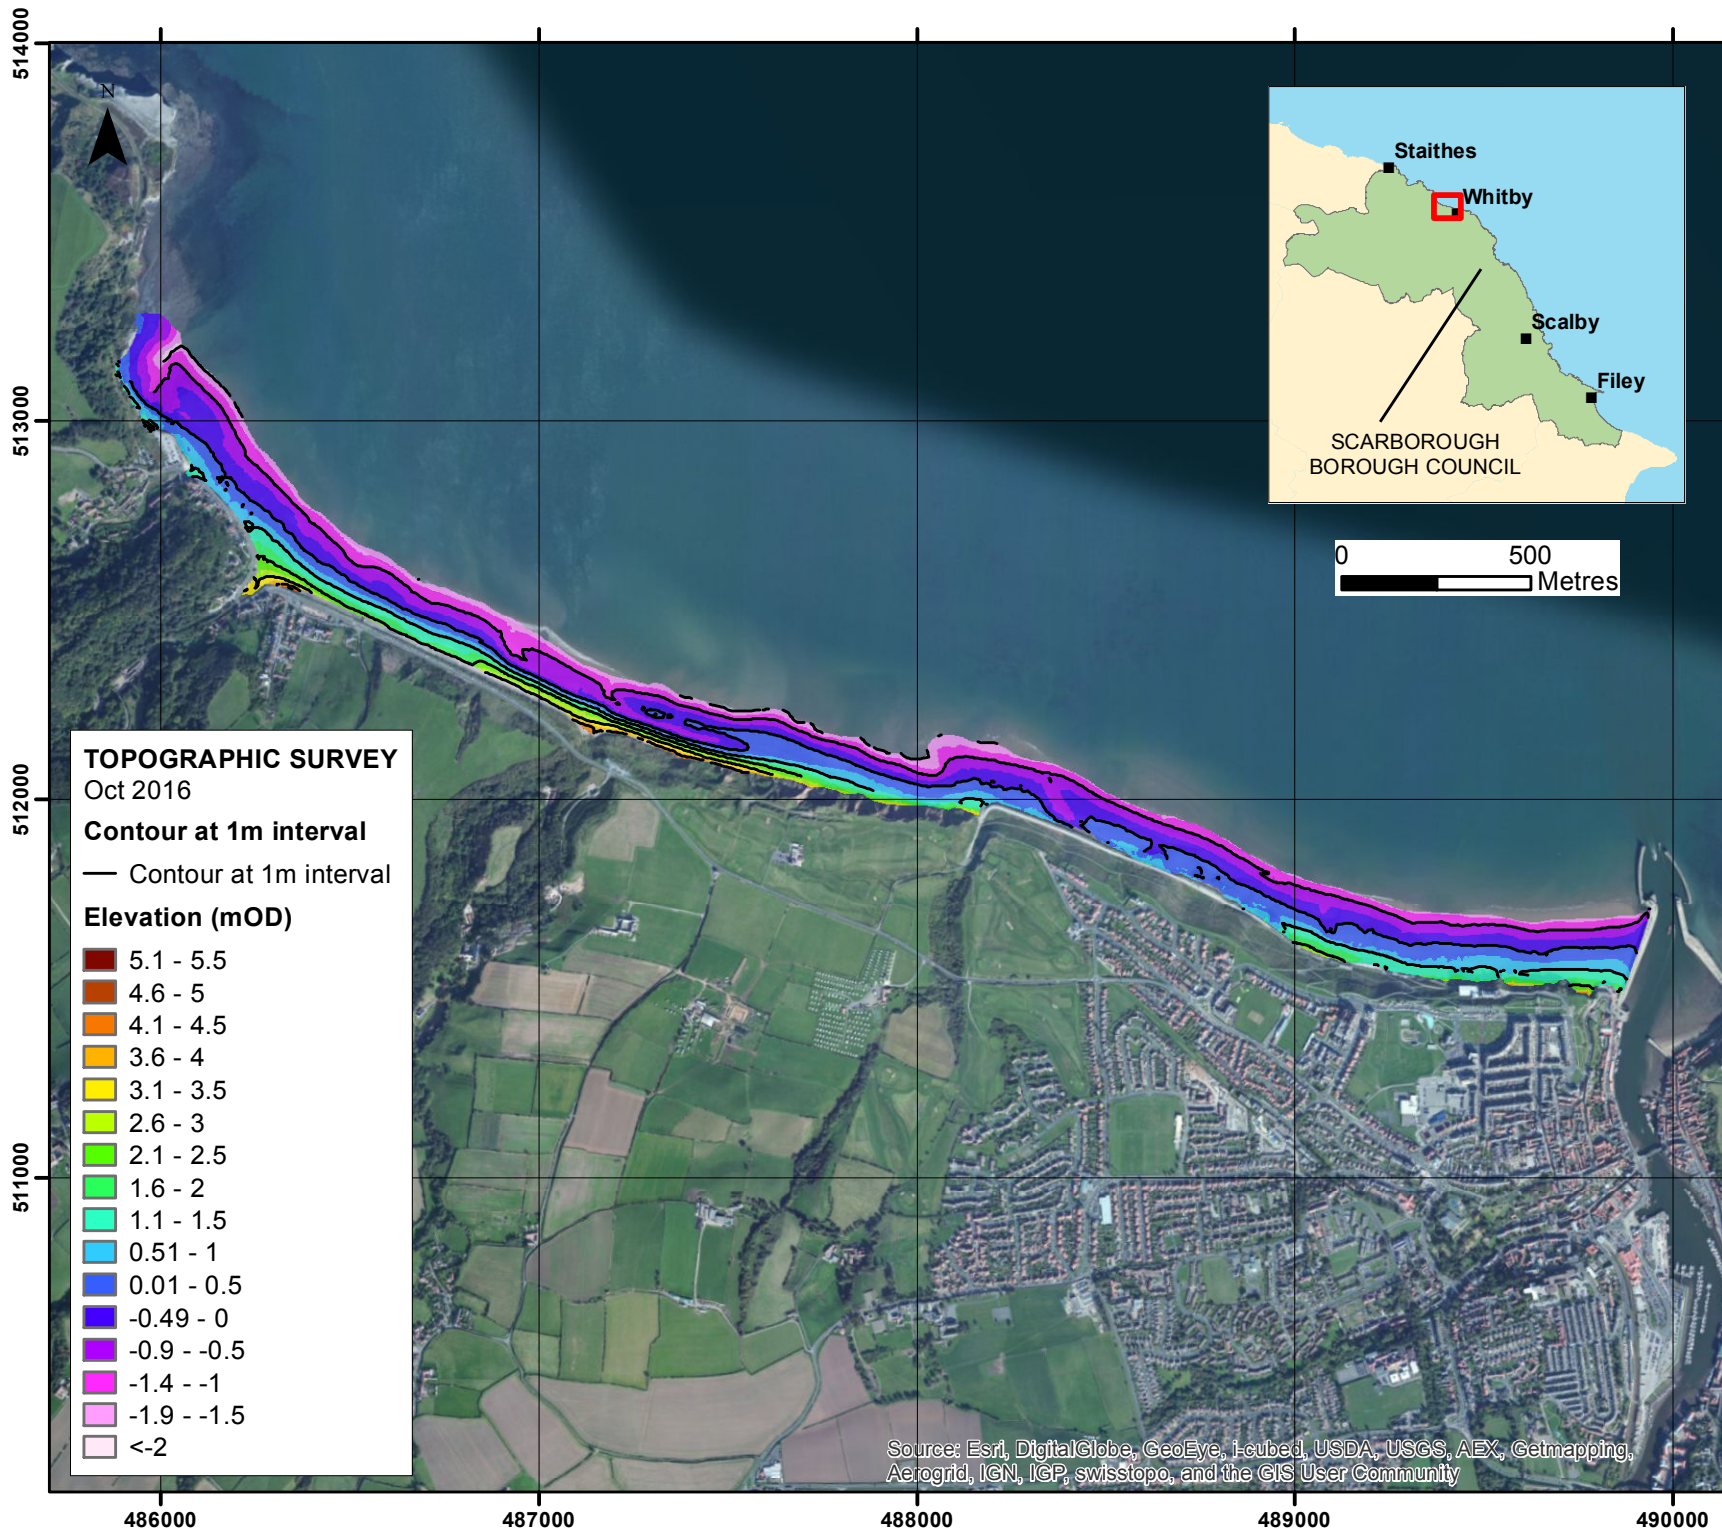 514000
513000
512000
511000
N
Staithes
Whitby
Scalby
Filey
SCARBOROUGH
BOROUGH COUNCIL
0 500
Metres
TOPOGRAPHIC SURVEY
Oct 2016
Contour at 1m interval
Contour at 1m interval
Elevation (mOD)
5.1 - 5.5
4.6 - 5
4.1 - 4.5
3.6 - 4
3.1 - 3.5
2.6 - 3
2.1 - 2.5
1.6 - 2
1.1 - 1.5
0.51 - 1
0.01 - 0.5
-0.49 - 0
-0.9 - -0.5
-1.4 - -1
-1.9 - -1.5
<-2
Source: Esri, DigitalGlobe, GeoEye, i-cubed, USDA, USGS, AEX, Getmapping,
Aerogrid, IGN, IGP, swisstopo, and the GIS User Community
486000 487000 488000 489000 490000